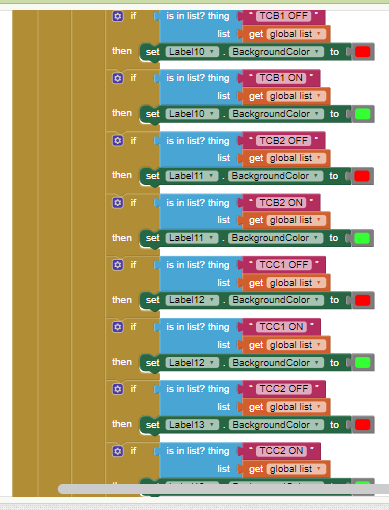 if is in list? thing " TCB1 OFF "
list get global list
then set Label10 . BackgroundColor to
if is in list? thing " TCB1 ON "
list get global list
then set Label10 . BackgroundColor to
if is in list? thing " TCB2 OFF "
list get global list
then set Label11 . BackgroundColor to
if is in list? thing " TCB2 ON "
list get global list
then set Label11 . BackgroundColor to
if is in list? thing " TCC1 OFF "
list get global list
then set Label12 . BackgroundColor to
if is in list? thing " TCC1 ON "
list get global list
then set Label12 . BackgroundColor to
if is in list? thing " TCC2 OFF "
list get global list
then set Label13 . BackgroundColor to
if is in list? thing " TCC2 ON "
list get global list